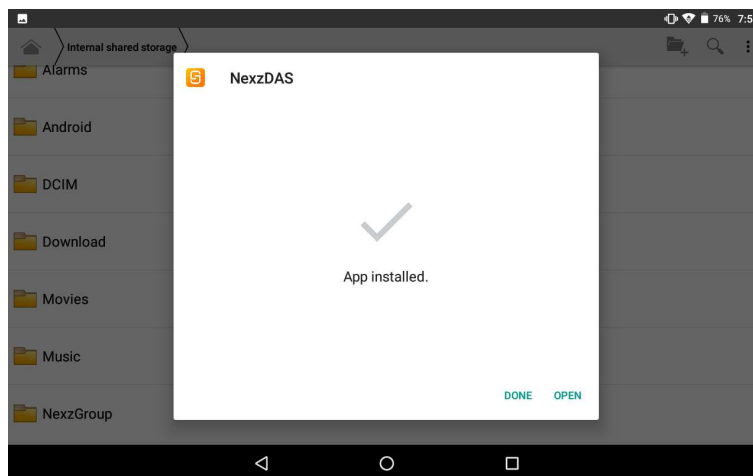 76% 7:5
Internal shared storage
Alarms
NexzDAS
Android
DCIM
Download
App installed.
Movies
Music
DONE OPEN
NexzGroup